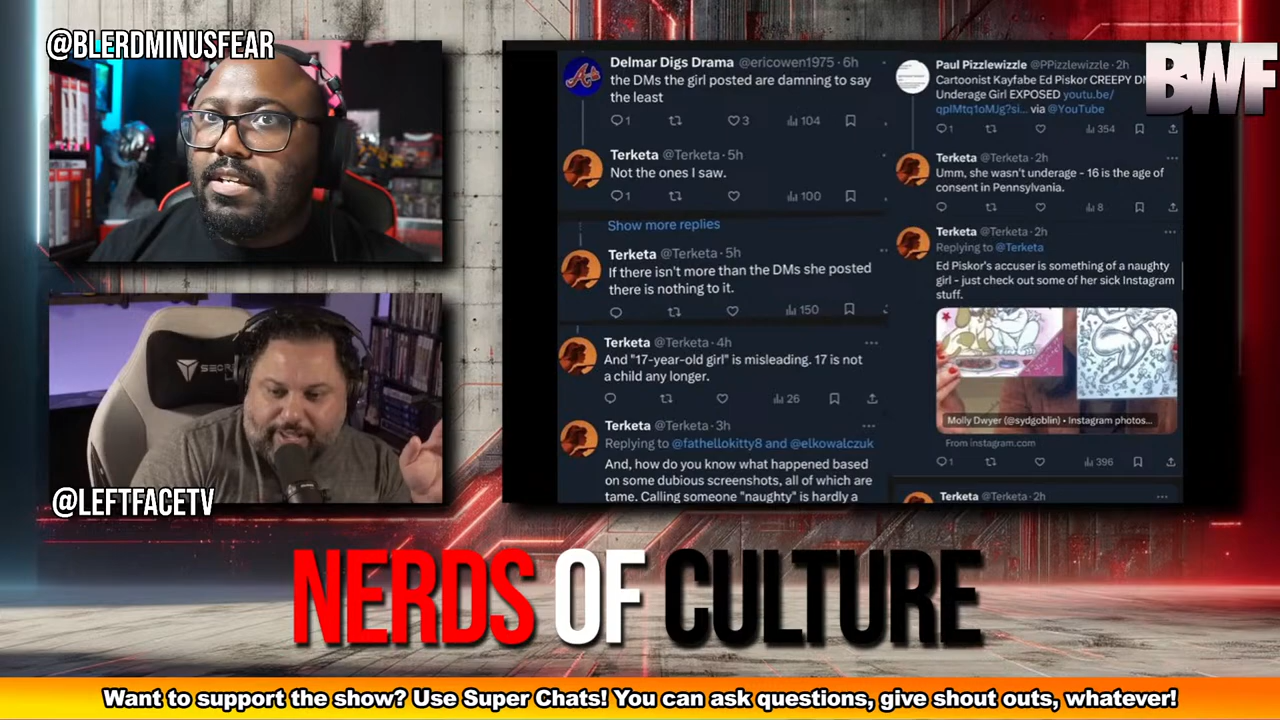 @BLERDMINUSFEAR
@LEFTFACETV
BWF
Delmar Digs Drama @ericowen1975 · 6h
the DMs the girl posted are damning to say
the least
1 3 104
Terketa @Terketa · 5h
Not the ones I saw.
1 100
Show more replies
Terketa @Terketa · 5h
If there isn't more than the DMs she posted
there is nothing to it.
150
Terketa @Terketa · 4h
And "17-year-old girl" is misleading. 17 is not
a child any longer.
26
Terketa @Terketa · 3h
Replying to @fathellokitty8 and @elkowalczuk
And, how do you know what happened based
on some dubious screenshots, all of which are
tame. Calling someone "naughty" is hardly a
Paul Pizzlewizzle @PPizzlewizzle · 2h
Cartoonist Kayfabe Ed Piskor CREEPY
Underage Girl EXPOSED youtu.be/
qpIMtq1oMJg?si... via @YouTube
1 354
Terketa @Terketa · 2h
Umm, she wasn't underage - 16 is the age of
consent in Pennsylvania.
8
Terketa @Terketa · 2h
Replying to @Terketa
Ed Piskor's accuser is something of a naughty
girl - just check out some of her sick Instagram
stuff.
Molly Dwyer (@sydgoblin) • Instagram photos...
From instagram.com
1 396
Terketa @Terketa · 2h
NERDS OF CULTURE
Want to support the show? Use Super Chats! You can ask questions, give shout outs, whatever!